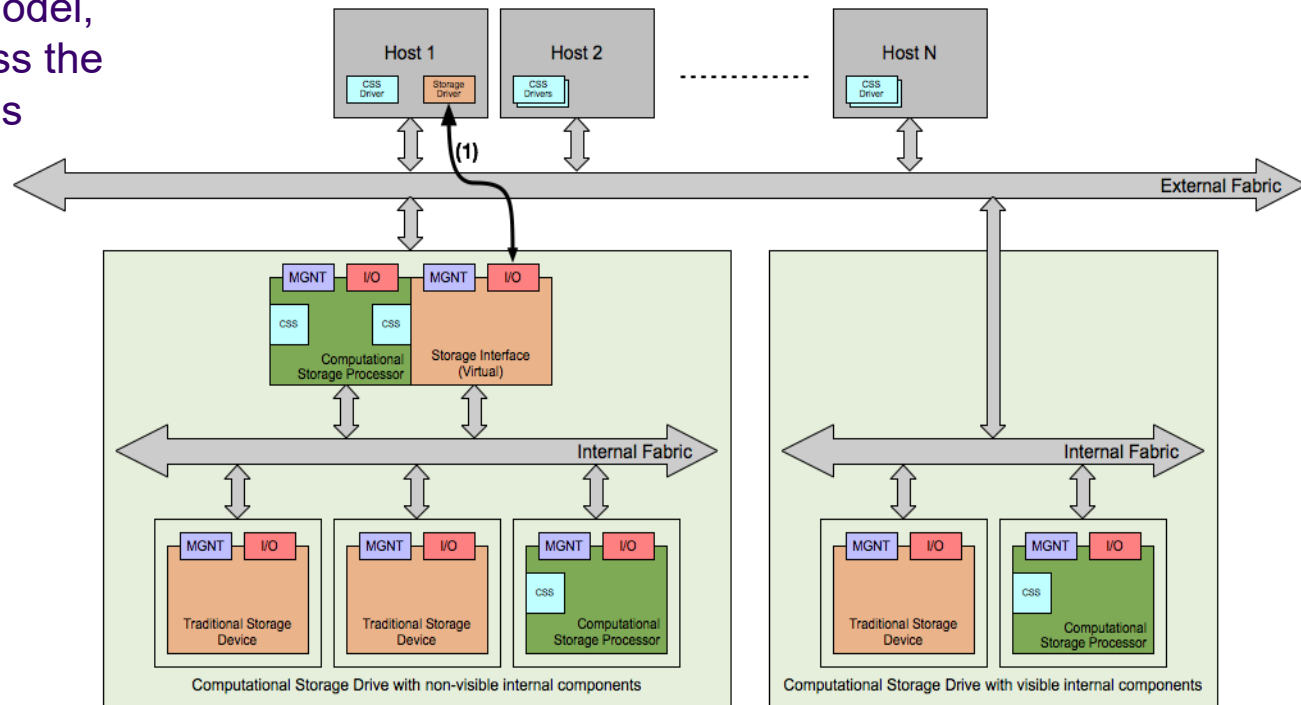 odel,
ss the
s
Host 1
CSS
Driver
Storage
Driver
Host 2
CSS
Drivers
Host N
CSS
Driver
(1)
External Fabric
MGNT
I/O
MGNT
I/O
CSS
CSS
Computational
Storage Processor
Storage Interface
(Virtual)
Internal Fabric
MGNT
I/O
Traditional Storage
Device
MGNT
I/O
Traditional Storage
Device
MGNT
I/O
CSS
Computational
Storage Processor
Computational Storage Drive with non-visible internal components
Internal Fabric
MGNT
I/O
Traditional Storage
Device
MGNT
I/O
CSS
Computational
Storage Processor
Computational Storage Drive with visible internal components